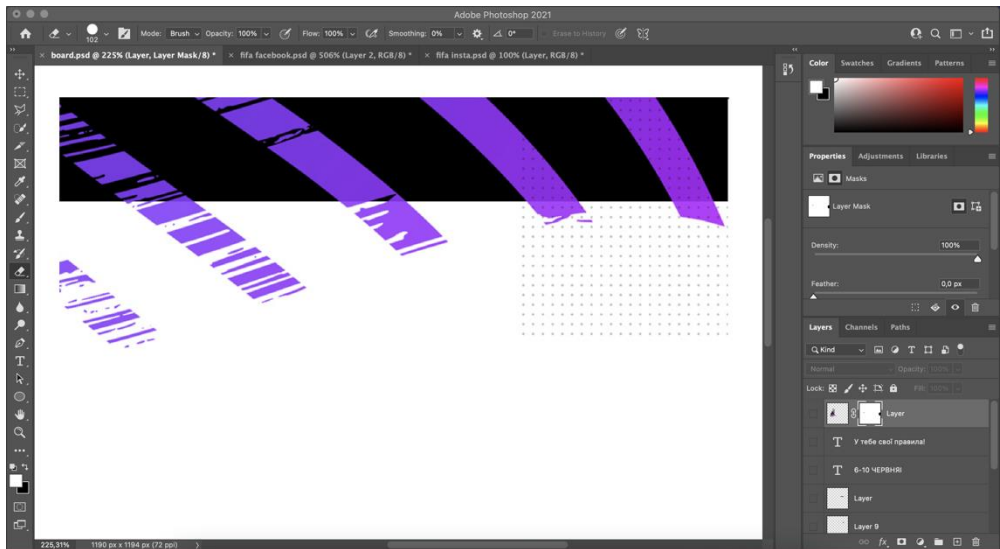 Adobe Photoshop 2021
102
Mode: Brush Opacity: 100% Flow: 100% Smoothing: 0% 0° Erase to History
× board.psd @ 225% (Layer, Layer Mask/8) * × fifa facebook.psd @ 506% (Layer 2, RGB/8) * × fifa insta.psd @ 100% (Layer, RGB/8) *
Color Swatches Gradients Patterns
Properties Adjustments Libraries
Masks
Layer Mask
Density: 100%
Feather: 0,0 px
Layers Channels Paths
Kind
Normal Opacity: 100%
Lock: Fill: 100%
Layer
У тебе свої правила!
6-10 ЧЕРВНЯ!
Layer
Layer 9
225,31% 1190 px x 1194 px (72 ppi)